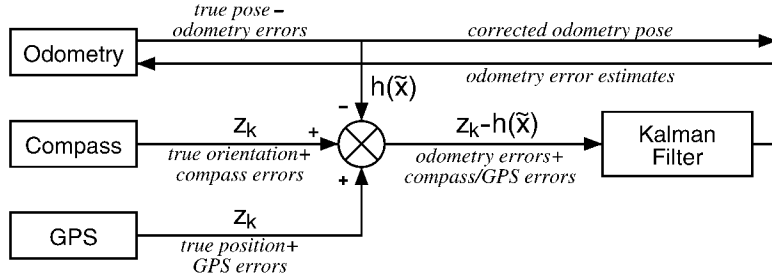 true pose–
odometry errors
Odometry
corrected odometry pose
odometry error estimates
h(x̃)
–
Compass
z_k
true orientation+
compass errors
+
+
z_k-h(x̃)
odometry errors+
compass/GPS errors
Kalman
Filter
GPS
z_k
true position+
GPS errors